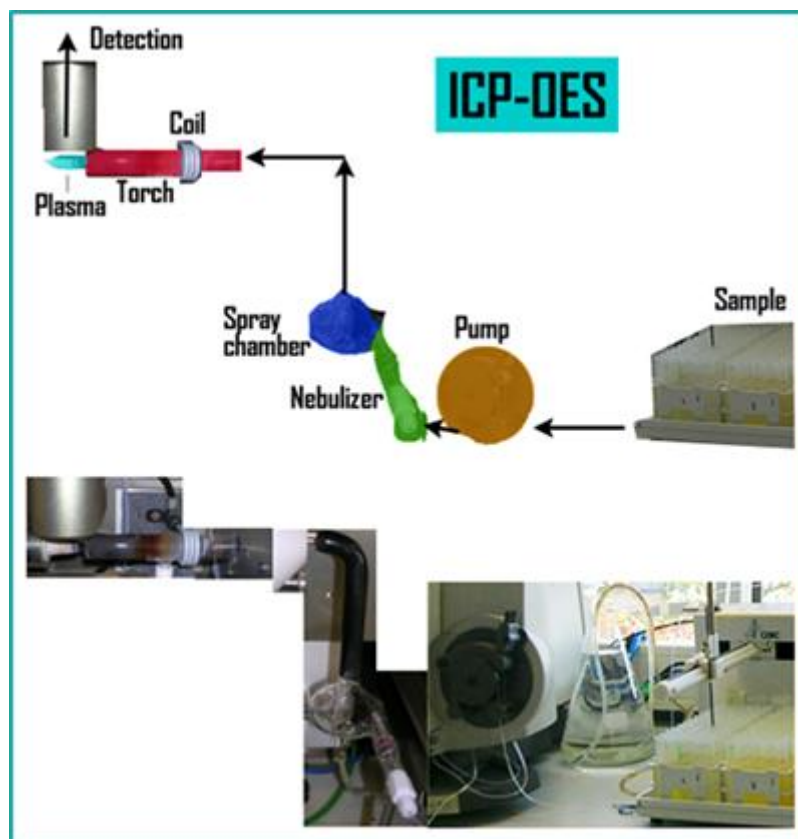 Detection
ICP-OES
Coil
Torch
Plasma
Sample
Spray
chamber
Pump
Nebulizer